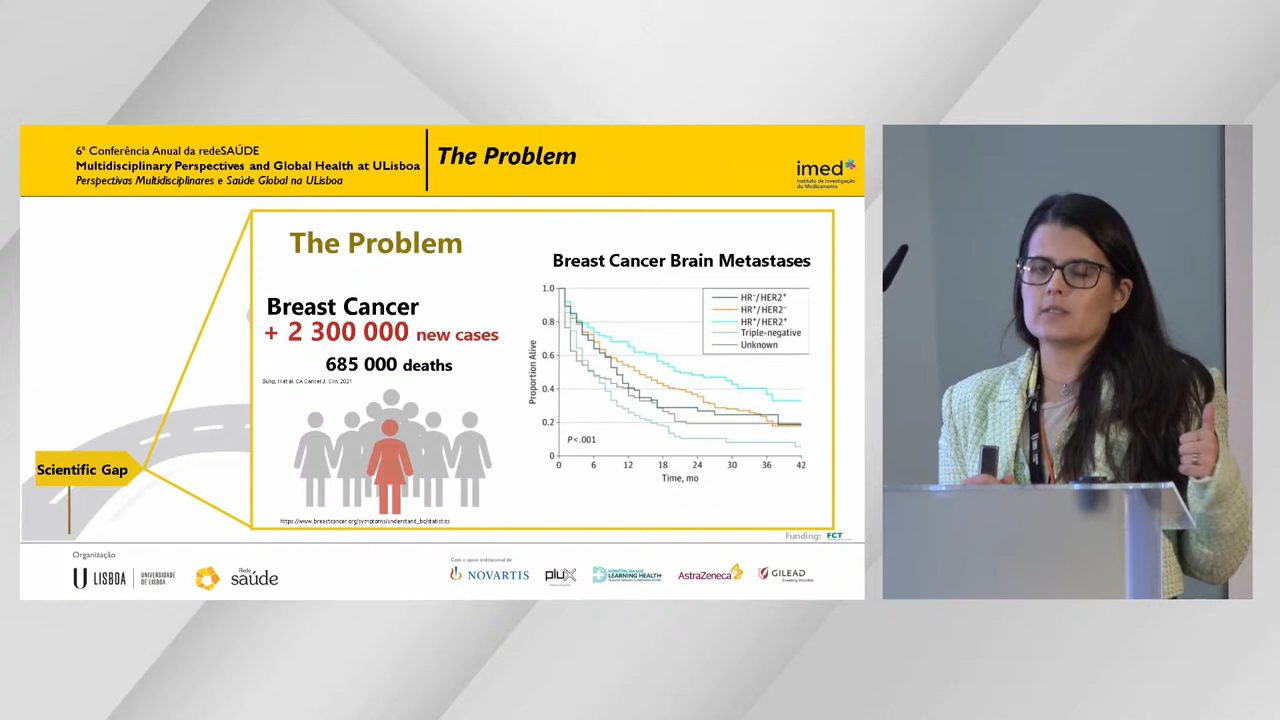 6ª Conferência Anual da redeSAÚDE
Multidisciplinary Perspectives and Global Health at ULisboa
Perspectivas Multidisciplinares e Saúde Global na ULisboa
The Problem
imed
Instituto de Investigação
do Medicamento
The Problem
Breast Cancer
+ 2 300 000 new cases
685 000 deaths
Sung, H et al. CA Cancer J. Clin. 2021
https://www.breastcancer.org/symptoms/understand_bc/statistics
Breast Cancer Brain Metastases
HR⁻/HER2⁺
HR⁺/HER2⁻
HR⁺/HER2⁺
Triple-negative
Unknown
Proportion Alive
1.0
0.8
0.6
0.4
0.2
0
P<.001
0 6 12 18 24 30 36 42
Time, mo
Scientific Gap
Funding: FCT
Organização
U LISBOA
UNIVERSIDADE
DE LISBOA
Rede
saúde
Com o apoio institucional de
NOVARTIS
plux
HOSPITAL DA LUZ
LEARNING HEALTH
AstraZeneca
GILEAD
Creating Possible